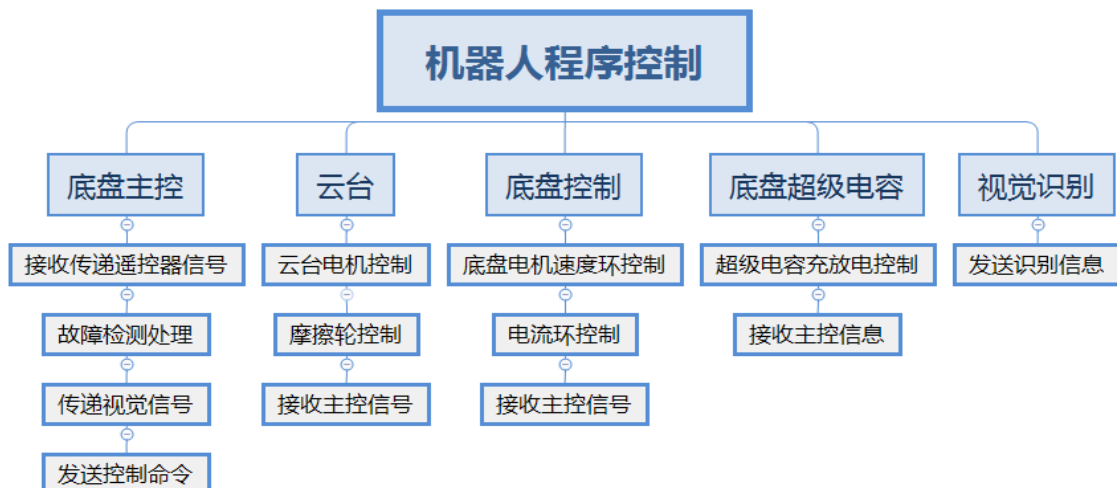 机器人程序控制
底盘主控
云台
底盘控制
底盘超级电容
视觉识别
接收传递遥控器信号
云台电机控制
底盘电机速度环控制
超级电容充放电控制
发送识别信息
故障检测处理
摩擦轮控制
电流环控制
接收主控信息
传递视觉信号
接收主控信号
接收主控信号
发送控制命令